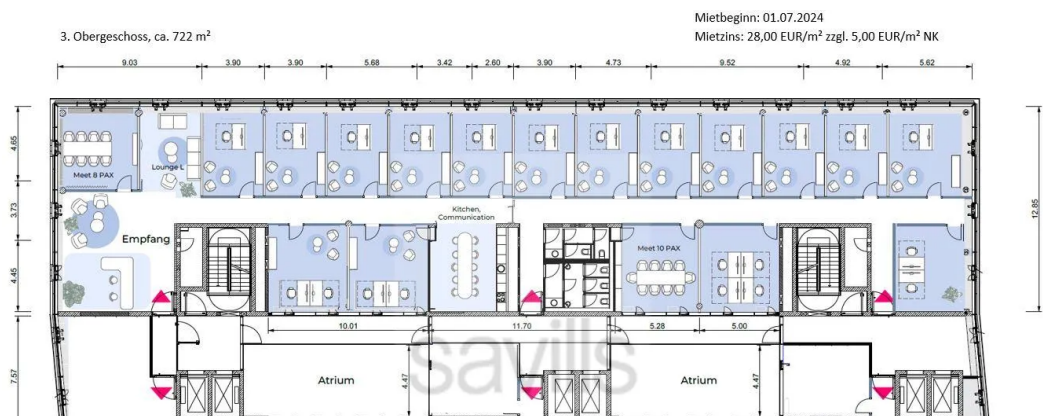 Mietbeginn: 01.07.2024
3. Obergeschoss, ca. 722 m²
Mietzins: 28,00 EUR/m² zzgl. 5,00 EUR/m² NK
9.03 3.90 3.90 5.68 3.42 2.60 3.90 4.73 9.52 4.92 5.62
4.65
Meet 8 PAX
Lounge L
3.73
12.85
Kitchen,
Communication
Empfang
Meet 10 PAX
4.45
10.01 11.70 5.28 5.00
savills
7.57
Atrium
4.47
Atrium
4.47